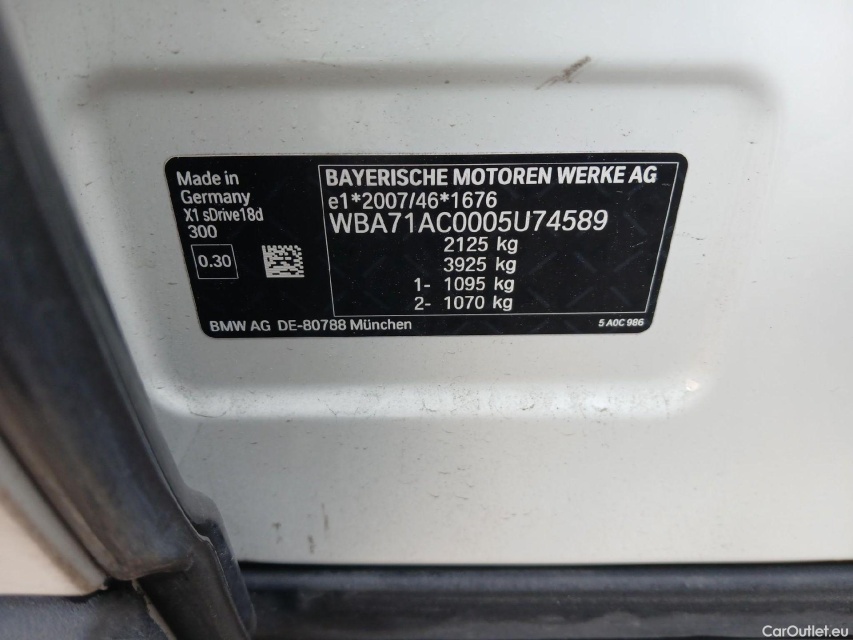 Made in
Germany
X1 sDrive18d
300
0.30
BAYERISCHE MOTOREN WERKE AG
e1*2007/46*1676
WBA71AC0005U74589
2125 kg
3925 kg
1- 1095 kg
2- 1070 kg
BMW AG DE-80788 München
5 A0C 986
CarOutlet.eu